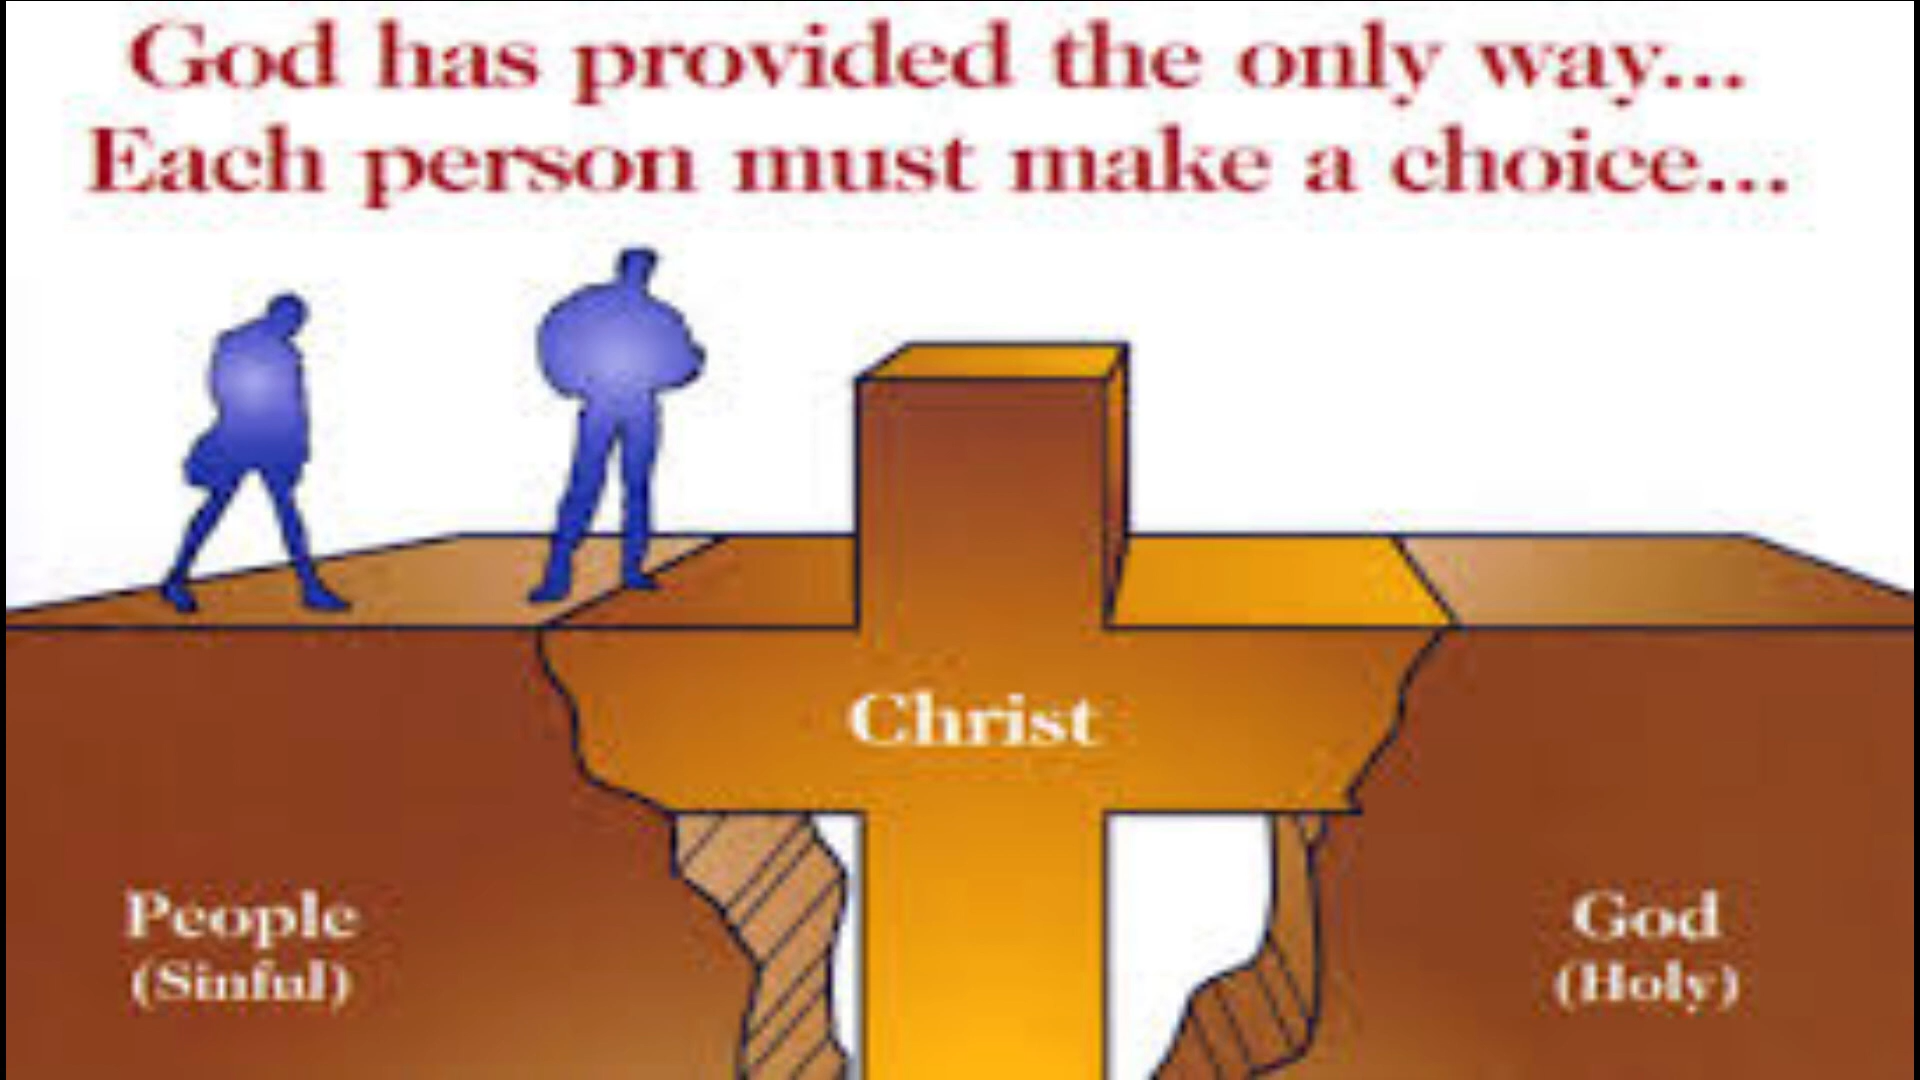 God has provided the only way...
Each person must make a choice...
Christ
People
(Sinful)
God
(Holy)